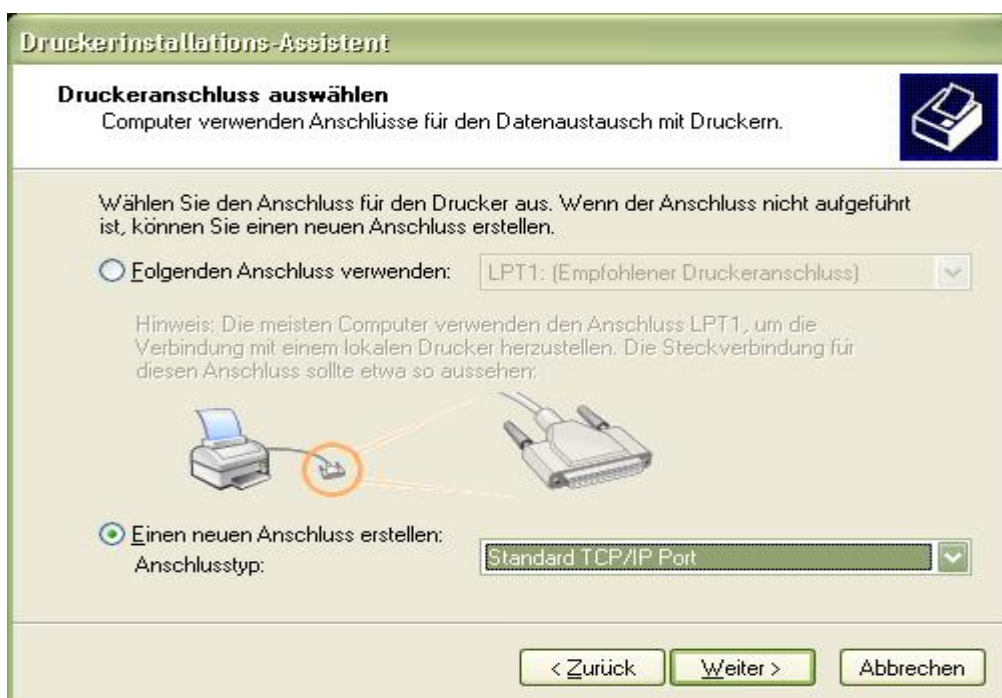 Druckerinstallations-Assistent
Druckeranschluss auswählen
Computer verwenden Anschlüsse für den Datenaustausch mit Druckern.
Wählen Sie den Anschluss für den Drucker aus. Wenn der Anschluss nicht aufgeführt
ist, können Sie einen neuen Anschluss erstellen.
Folgenden Anschluss verwenden: LPT1: (Empfohlener Druckeranschluss)
Hinweis: Die meisten Computer verwenden den Anschluss LPT1, um die
Verbindung mit einem lokalen Drucker herzustellen. Die Steckverbindung für
diesen Anschluss sollte etwa so aussehen:
Einen neuen Anschluss erstellen:
Anschlusstyp: Standard TCP/IP Port
< Zurück Weiter > Abbrechen